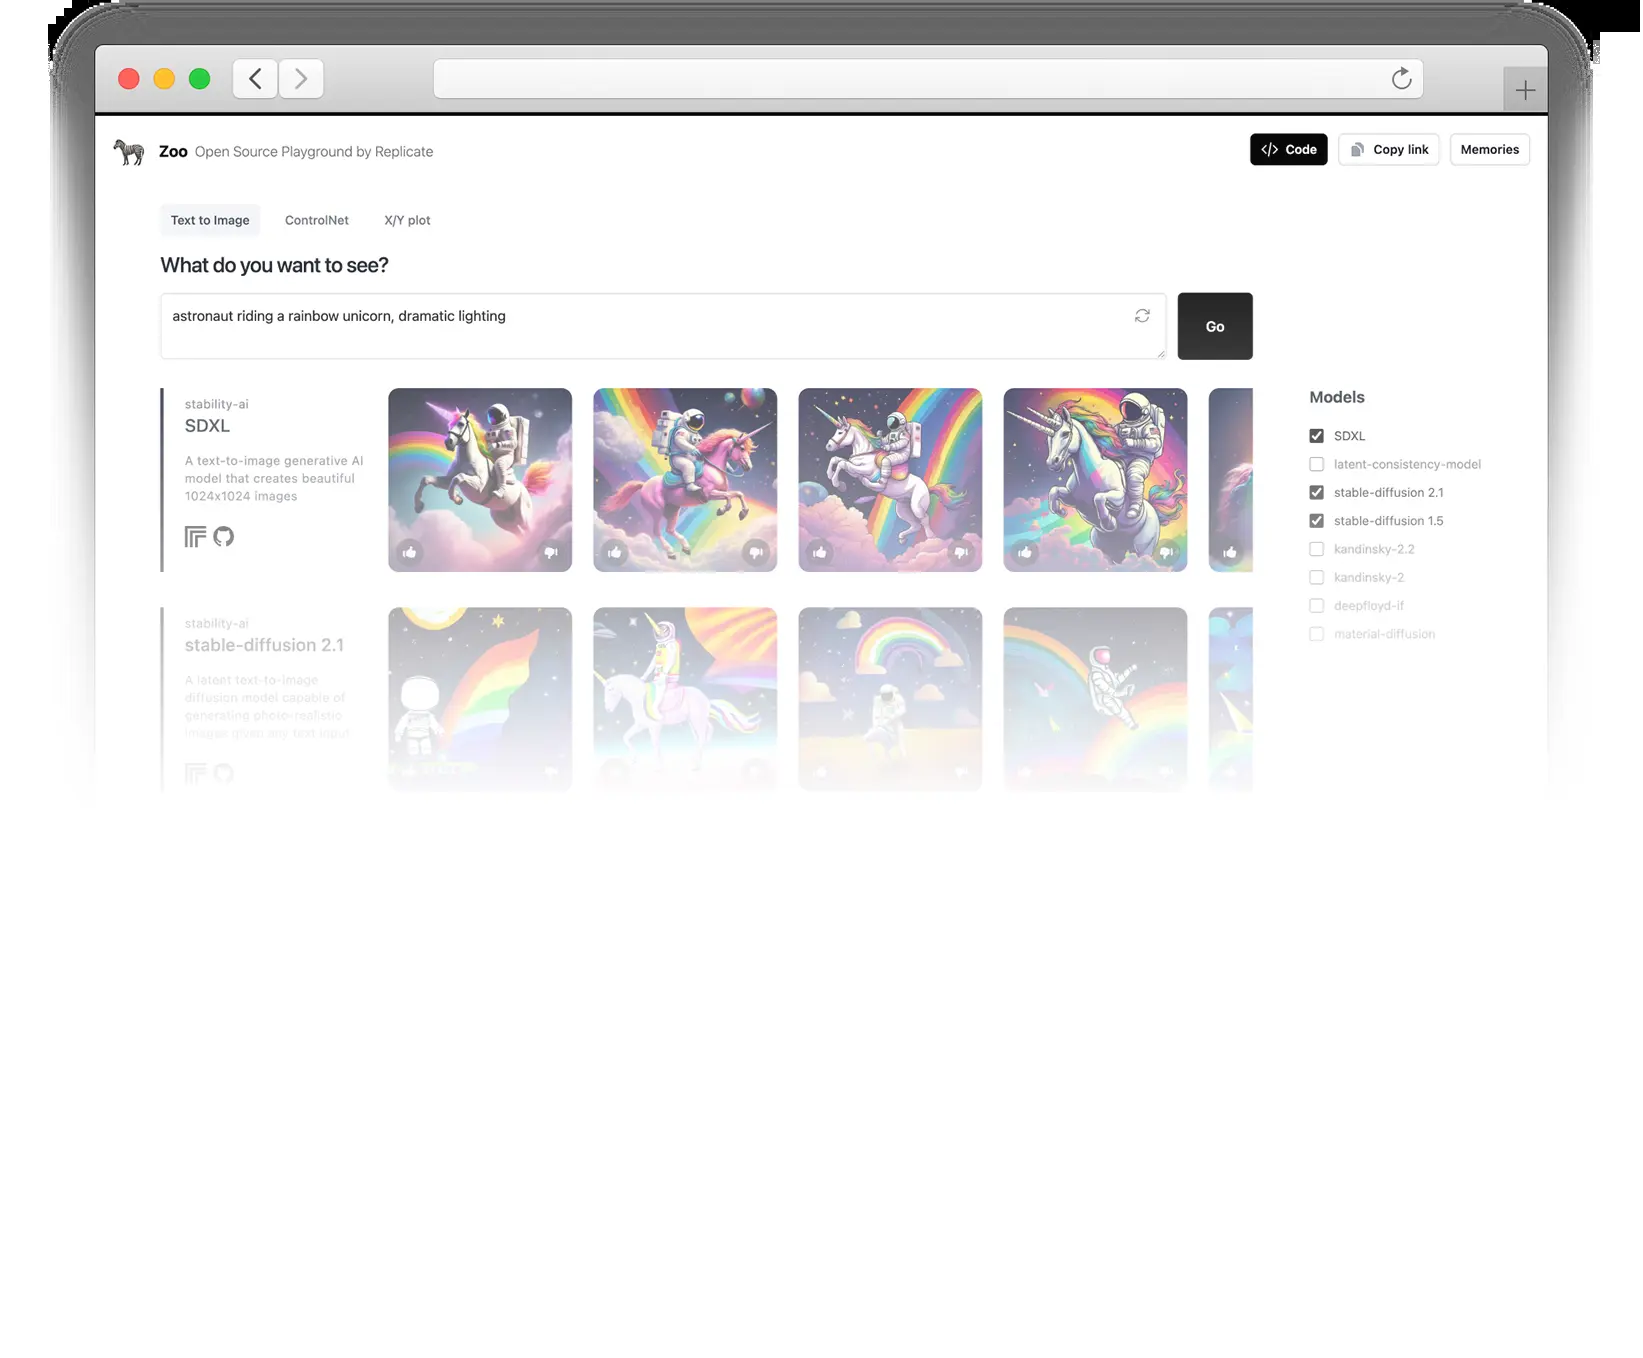 Zoo Open Source Playground by Replicate
Code
Copy link
Memories
Text to Image
ControlNet
X/Y plot
What do you want to see?
astronaut riding a rainbow unicorn, dramatic lighting
Go
stability-ai
SDXL
A text-to-image generative AI
model that creates beautiful
1024x1024 images
Models
SDXL
latent-consistency-model
stable-diffusion 2.1
stable-diffusion 1.5
kandinsky-2.2
kandinsky-2
deepfloyd-if
material-diffusion
stability-ai
stable-diffusion 2.1
A latent text-to-image
diffusion model capable of
generating photo-realistic
images given any text input